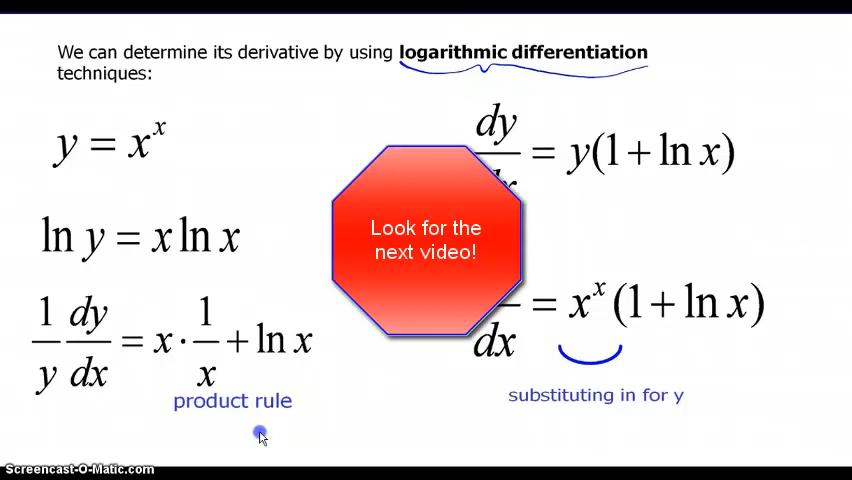 We can determine its derivative by using logarithmic differentiation
techniques:
y = x^x
ln y = x ln x
1/y dy/dx = x · 1/x + ln x
product rule
dy/dx = y(1 + ln x)
Look for the
next video!
/dx = x^x (1 + ln x)
substituting in for y
Screencast-O-Matic.com